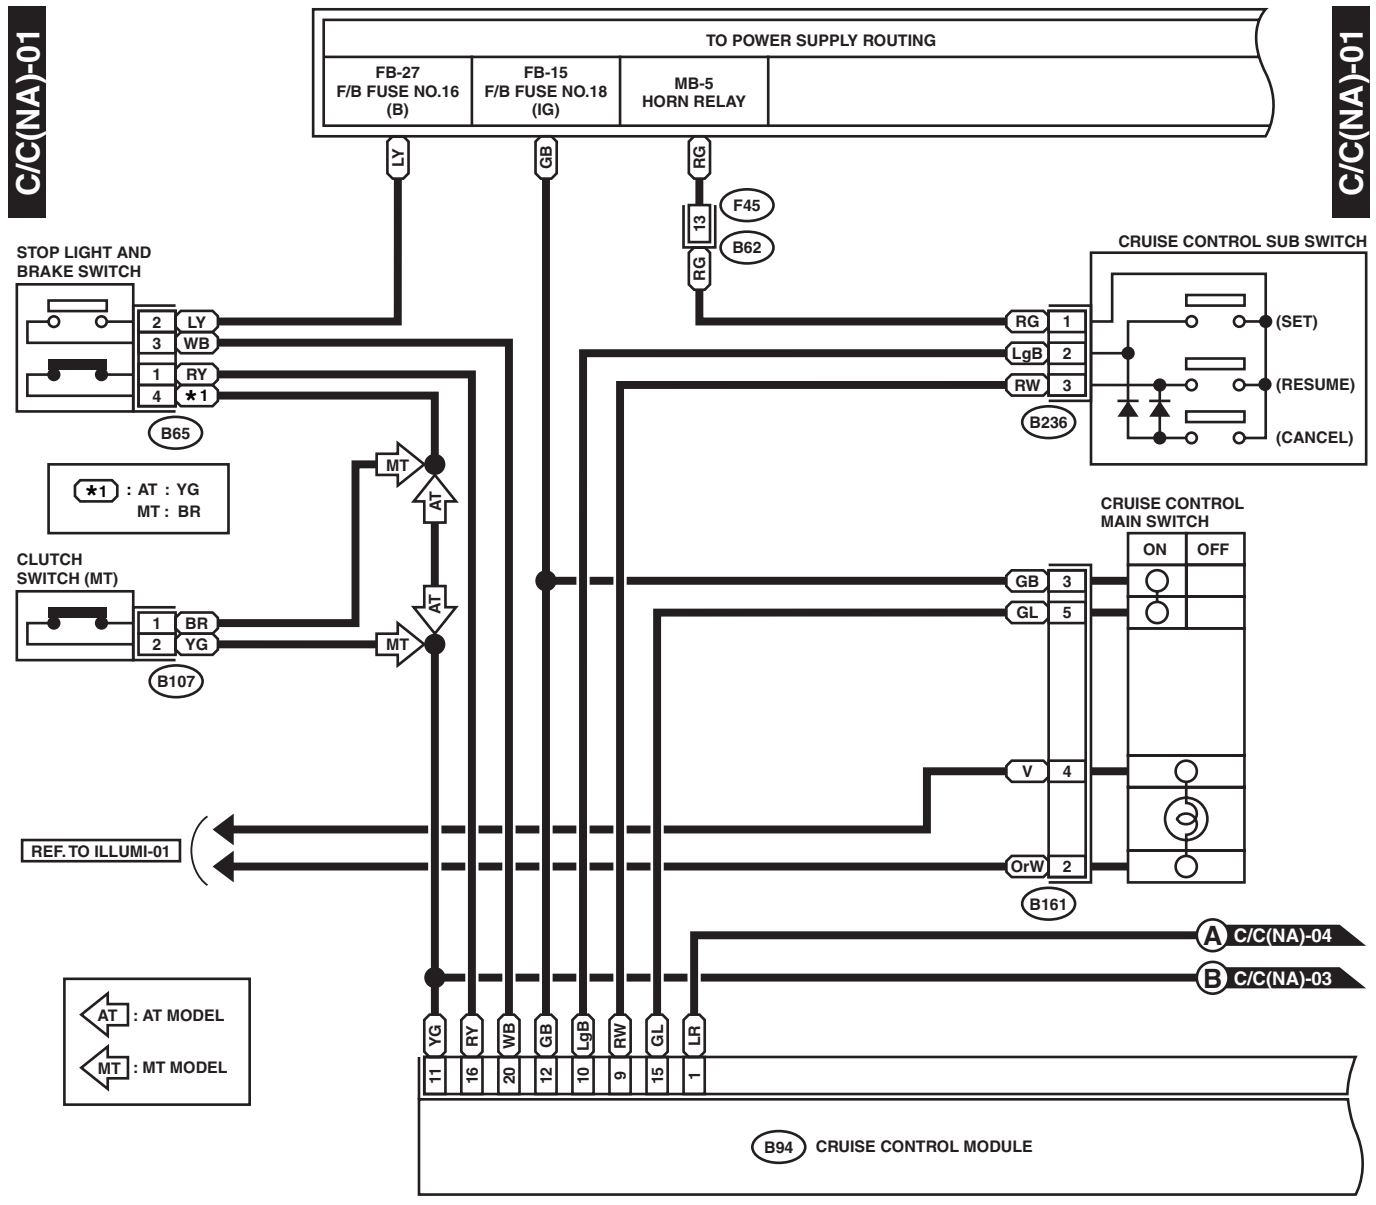 C/C(NA)-01
C/C(NA)-01
TO POWER SUPPLY ROUTING
FB-27
F/B FUSE NO.16
(B)
FB-15
F/B FUSE NO.18
(IG)
MB-5
HORN RELAY
LY
GB
RG
13
F45
B62
RG
STOP LIGHT AND
BRAKE SWITCH
2 LY
3 WB
1 RY
4 *1
B65
CRUISE CONTROL SUB SWITCH
RG 1
LgB 2
RW 3
B236
(SET)
(RESUME)
(CANCEL)
*1 : AT : YG
MT : BR
MT
AT
AT
MT
CLUTCH
SWITCH (MT)
1 BR
2 YG
B107
CRUISE CONTROL
MAIN SWITCH
ON OFF
GB 3
GL 5
V 4
OrW 2
B161
REF. TO ILLUMI-01
A C/C(NA)-04
B C/C(NA)-03
AT : AT MODEL
MT : MT MODEL
YG RY WB GB LgB RW GL LR
11 16 20 12 10 9 15 1
B94 CRUISE CONTROL MODULE